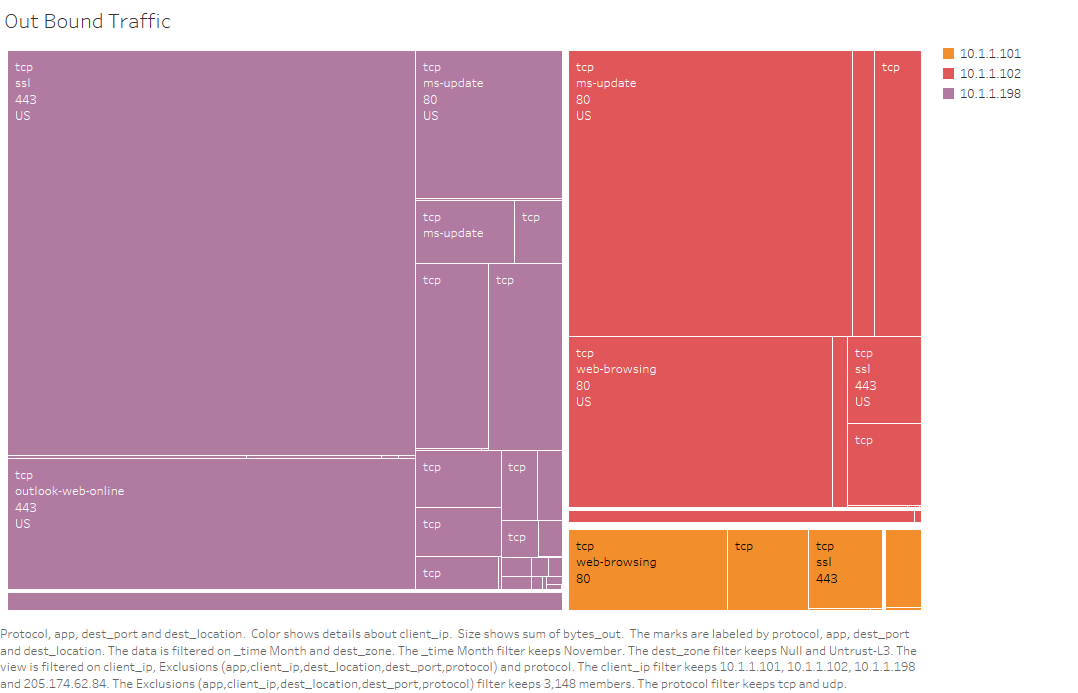 Out Bound Traffic
10.1.1.101
10.1.1.102
10.1.1.198
tcp
ssl
443
US
tcp
ms-update
80
US
tcp
ms-update
tcp
tcp
tcp
tcp
outlook-web-online
443
US
tcp
tcp
tcp
tcp
tcp
tcp
ms-update
80
US
tcp
tcp
web-browsing
80
US
tcp
ssl
443
US
tcp
tcp
web-browsing
80
tcp
tcp
ssl
443
Protocol, app, dest_port and dest_location. Color shows details about client_ip. Size shows sum of bytes_out. The marks are labeled by protocol, app, dest_port
and dest_location. The data is filtered on _time Month and dest_zone. The _time Month filter keeps November. The dest_zone filter keeps Null and Untrust-L3. The
view is filtered on client_ip, Exclusions (app,client_ip,dest_location,dest_port,protocol) and protocol. The client_ip filter keeps 10.1.1.101, 10.1.1.102, 10.1.1.198
and 205.174.62.84. The Exclusions (app,client_ip,dest_location,dest_port,protocol) filter keeps 3,148 members. The protocol filter keeps tcp and udp.